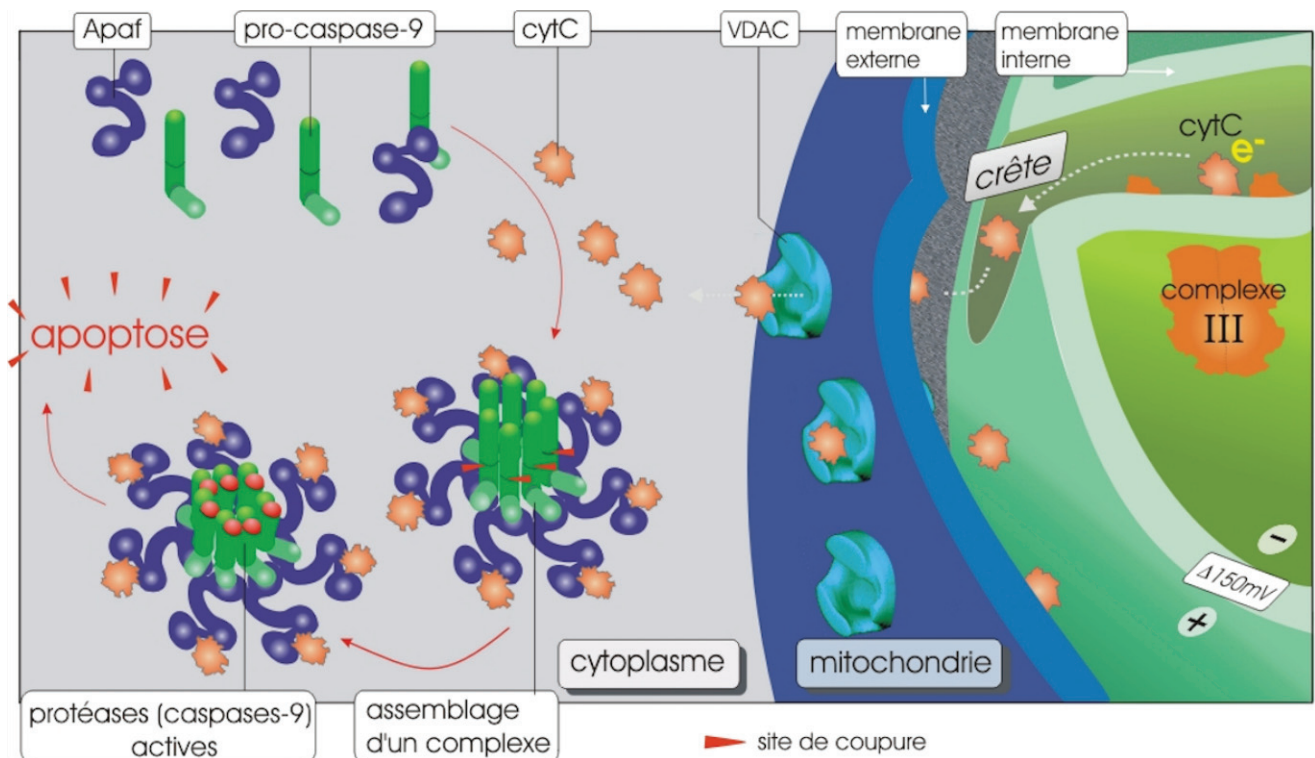 Apaf
pro-caspase-9
cytC
VDAC
membrane
externe
membrane
interne
cytC
e-
crête
complexe
III
apoptose
Δ150mV
-
+
cytoplasme
mitochondrie
protéases (caspases-9)
actives
assemblage
d'un complexe
site de coupure